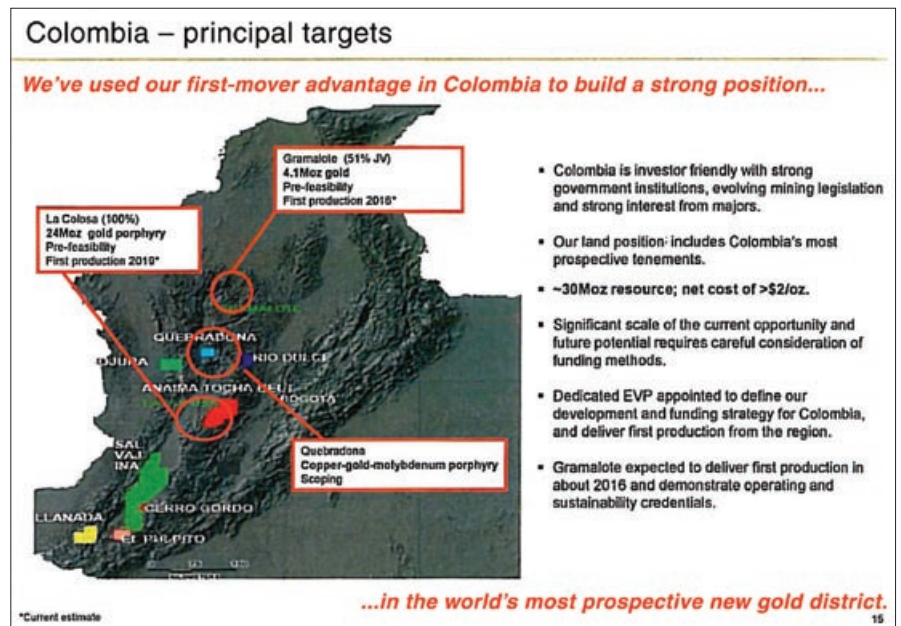 Colombia – principal targets
We've used our first-mover advantage in Colombia to build a strong position...
Gramalote (51% JV)
4.1Moz gold
Pre-feasibility
First production 2016*
La Colosa (100%)
24Moz gold porphyry
Pre-feasibility
First production 2019*
QUEBRADONA
RIO DULCE
ANAIMA TOCHA BELT
BOGOTA
Quebradona
Copper-gold-molybdenum porphyry
Scoping
SAL
VAJ
INA
CERRO GORDO
LLANADA
EL PULPITO
▪ Colombia is investor friendly with strong
government institutions, evolving mining legislation
and strong interest from majors.
▪ Our land position: includes Colombia's most
prospective tenements.
▪ ~30Moz resource; net cost of >$2/oz.
▪ Significant scale of the current opportunity and
future potential requires careful consideration of
funding methods.
▪ Dedicated EVP appointed to define our
development and funding strategy for Colombia,
and deliver first production from the region.
▪ Gramalote expected to deliver first production in
about 2016 and demonstrate operating and
sustainability credentials.
...in the world's most prospective new gold district.
*Current estimate
15